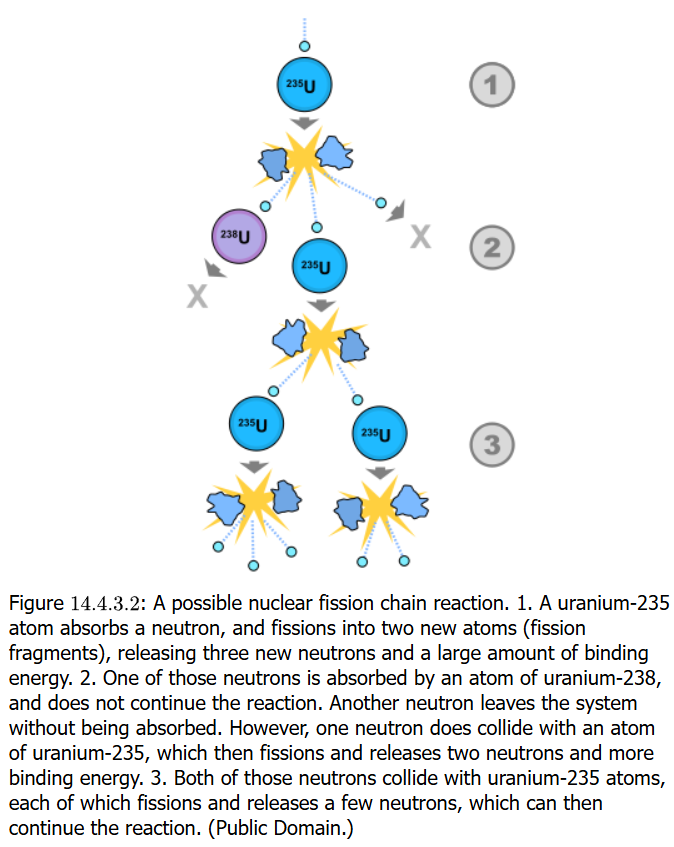 ²³⁵U
1
²³⁸U
X
²³⁵U
X
2
²³⁵U
²³⁵U
3
Figure 14.4.3.2: A possible nuclear fission chain reaction. 1. A uranium-235
atom absorbs a neutron, and fissions into two new atoms (fission
fragments), releasing three new neutrons and a large amount of binding
energy. 2. One of those neutrons is absorbed by an atom of uranium-238,
and does not continue the reaction. Another neutron leaves the system
without being absorbed. However, one neutron does collide with an atom
of uranium-235, which then fissions and releases two neutrons and more
binding energy. 3. Both of those neutrons collide with uranium-235 atoms,
each of which fissions and releases a few neutrons, which can then
continue the reaction. (Public Domain.)